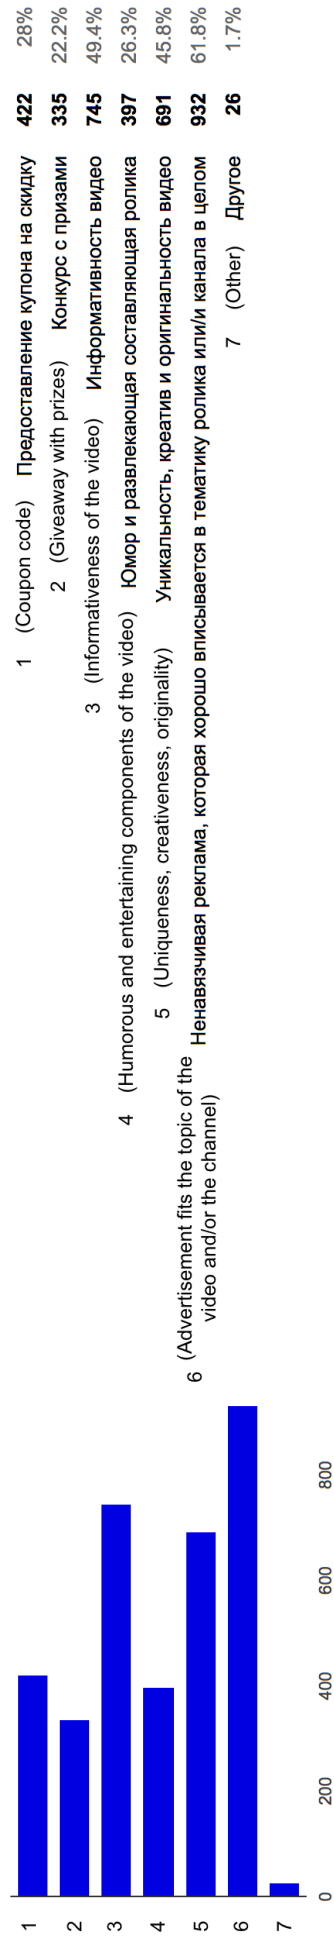 1 (Coupon code) Предоставление купона на скидку 422 28%
2 (Giveaway with prizes) Конкурс с призами 335 22.2%
3 (Informativeness of the video) Информативность видео 745 49.4%
4 (Humorous and entertaining components of the video) Юмор и развлекающая составляющая ролика 397 26.3%
5 (Uniqueness, creativeness, originality) Уникальность, креатив и оригинальность видео 691 45.8%
6 (Advertisement fits the topic of the
video and/or the channel) Ненавязчивая реклама, которая хорошо вписывается в тематику ролика или/и канала в целом 932 61.8%
7 (Other) Другое 26 1.7%
1
2
3
4
5
6
7
0 200 400 600 800